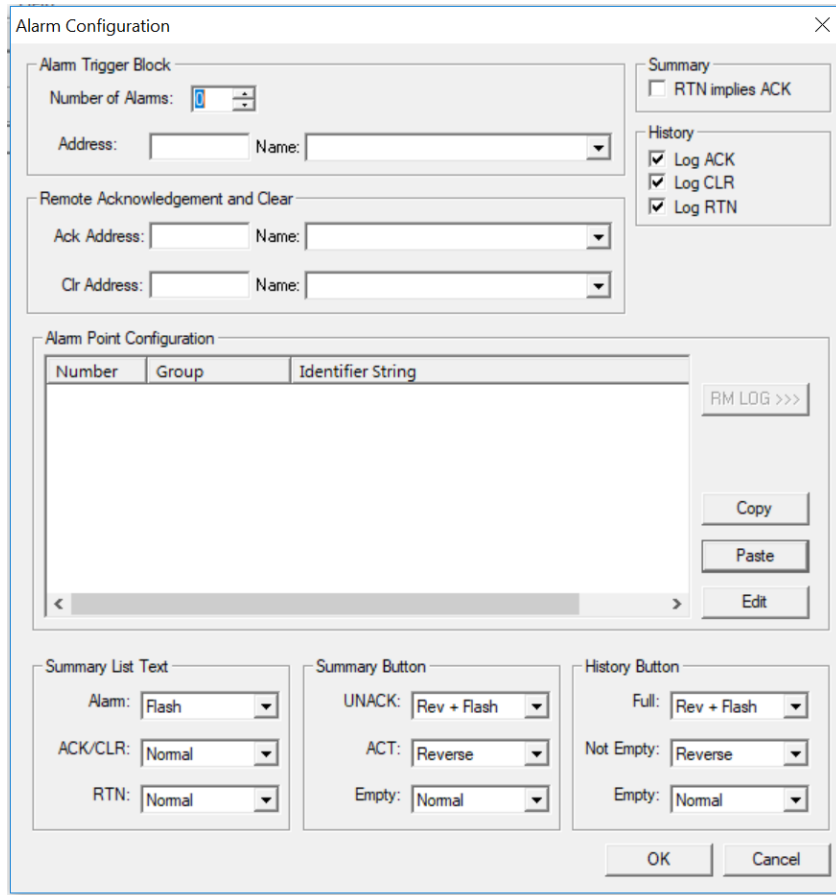 Alarm Configuration
Alarm Trigger Block
Number of Alarms: 0
Address: Name:
Summary
RTN implies ACK
History
Log ACK
Log CLR
Log RTN
Remote Acknowledgement and Clear
Ack Address: Name:
Clr Address: Name:
Alarm Point Configuration
Number Group Identifier String
RM LOG >>>
Copy
Paste
Edit
Summary List Text
Alarm: Flash
ACK/CLR: Normal
RTN: Normal
Summary Button
UNACK: Rev + Flash
ACT: Reverse
Empty: Normal
History Button
Full: Rev + Flash
Not Empty: Reverse
Empty: Normal
OK Cancel